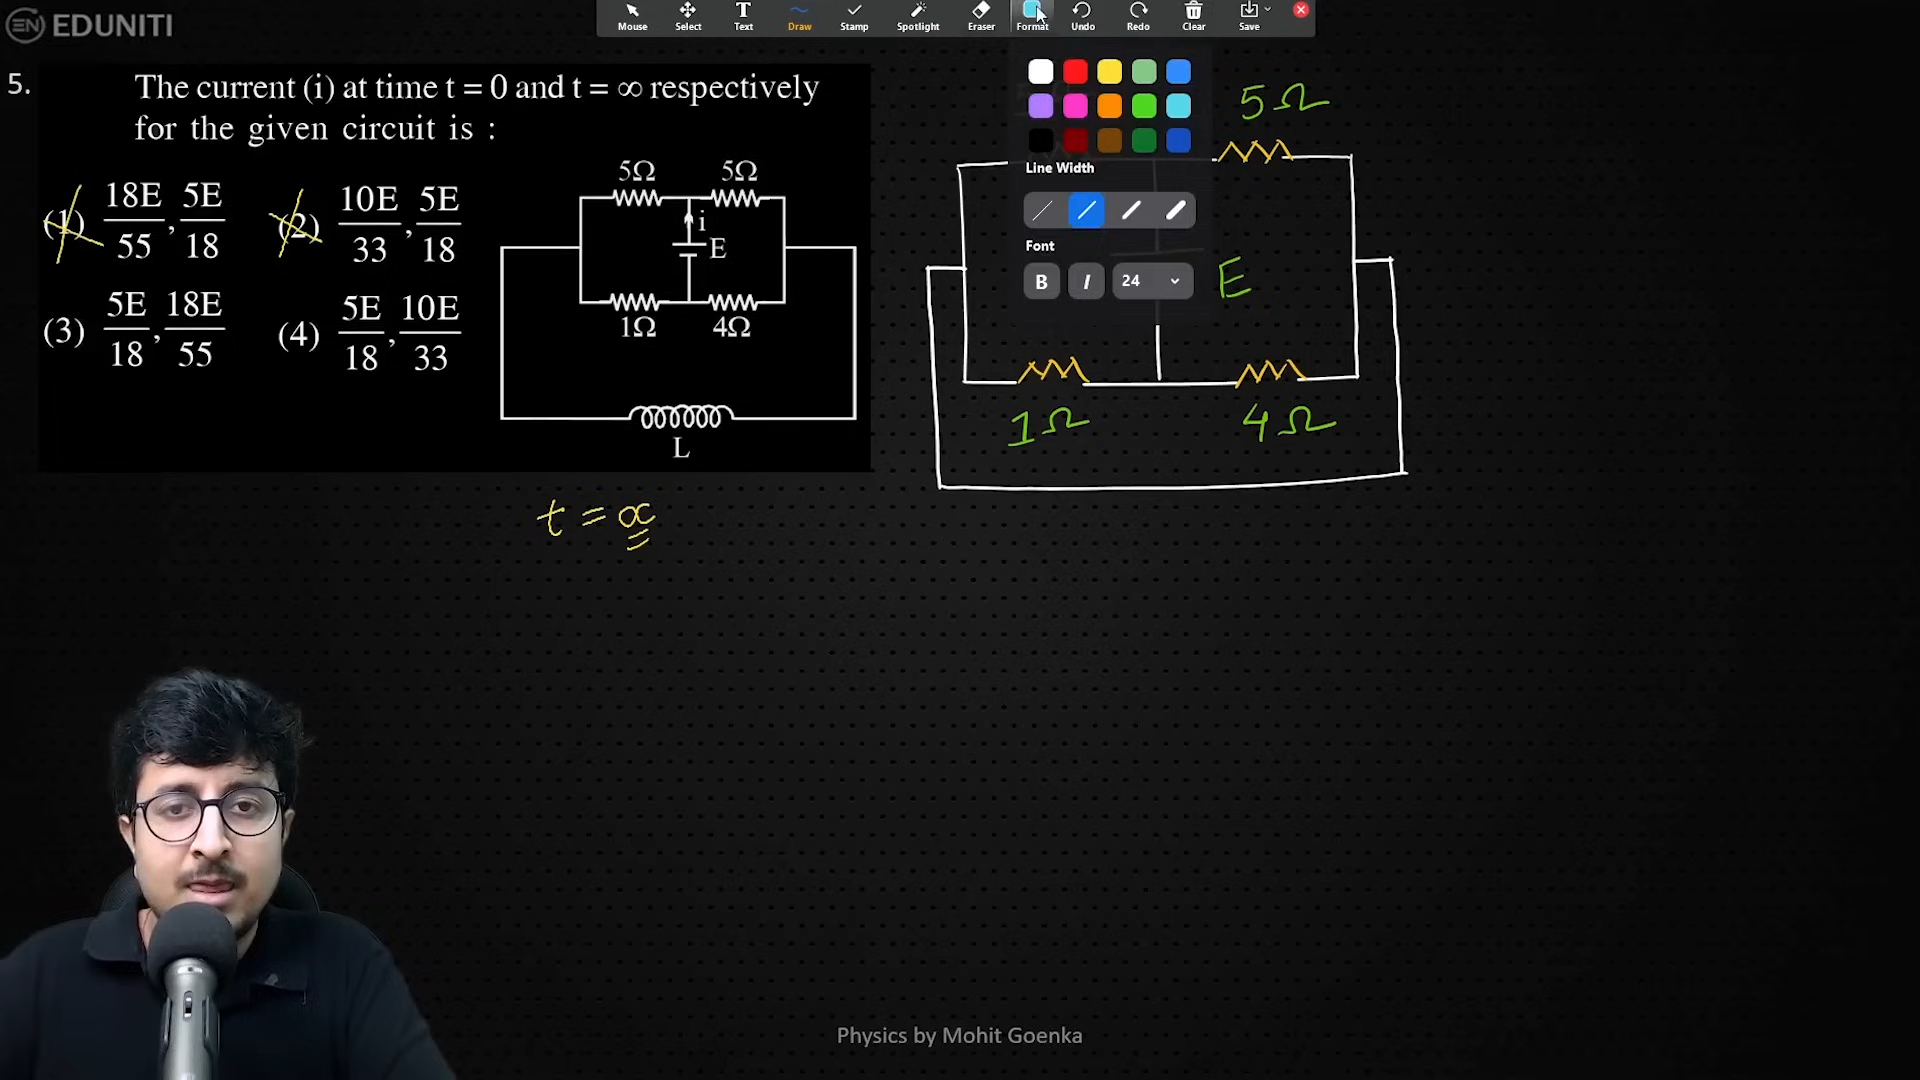 EN EDUNITI
Mouse Select Text Draw Stamp Spotlight Eraser Format Undo Redo Clear Save
5. The current (i) at time t = 0 and t = ∞ respectively
for the given circuit is :
(1) 18E/55, 5E/18 (2) 10E/33, 5E/18
(3) 5E/18, 18E/55 (4) 5E/18, 10E/33
5Ω 5Ω
i
E
1Ω 4Ω
L
Line Width
Font
B I 24
5Ω
E
1Ω 4Ω
t = ∞
Physics by Mohit Goenka